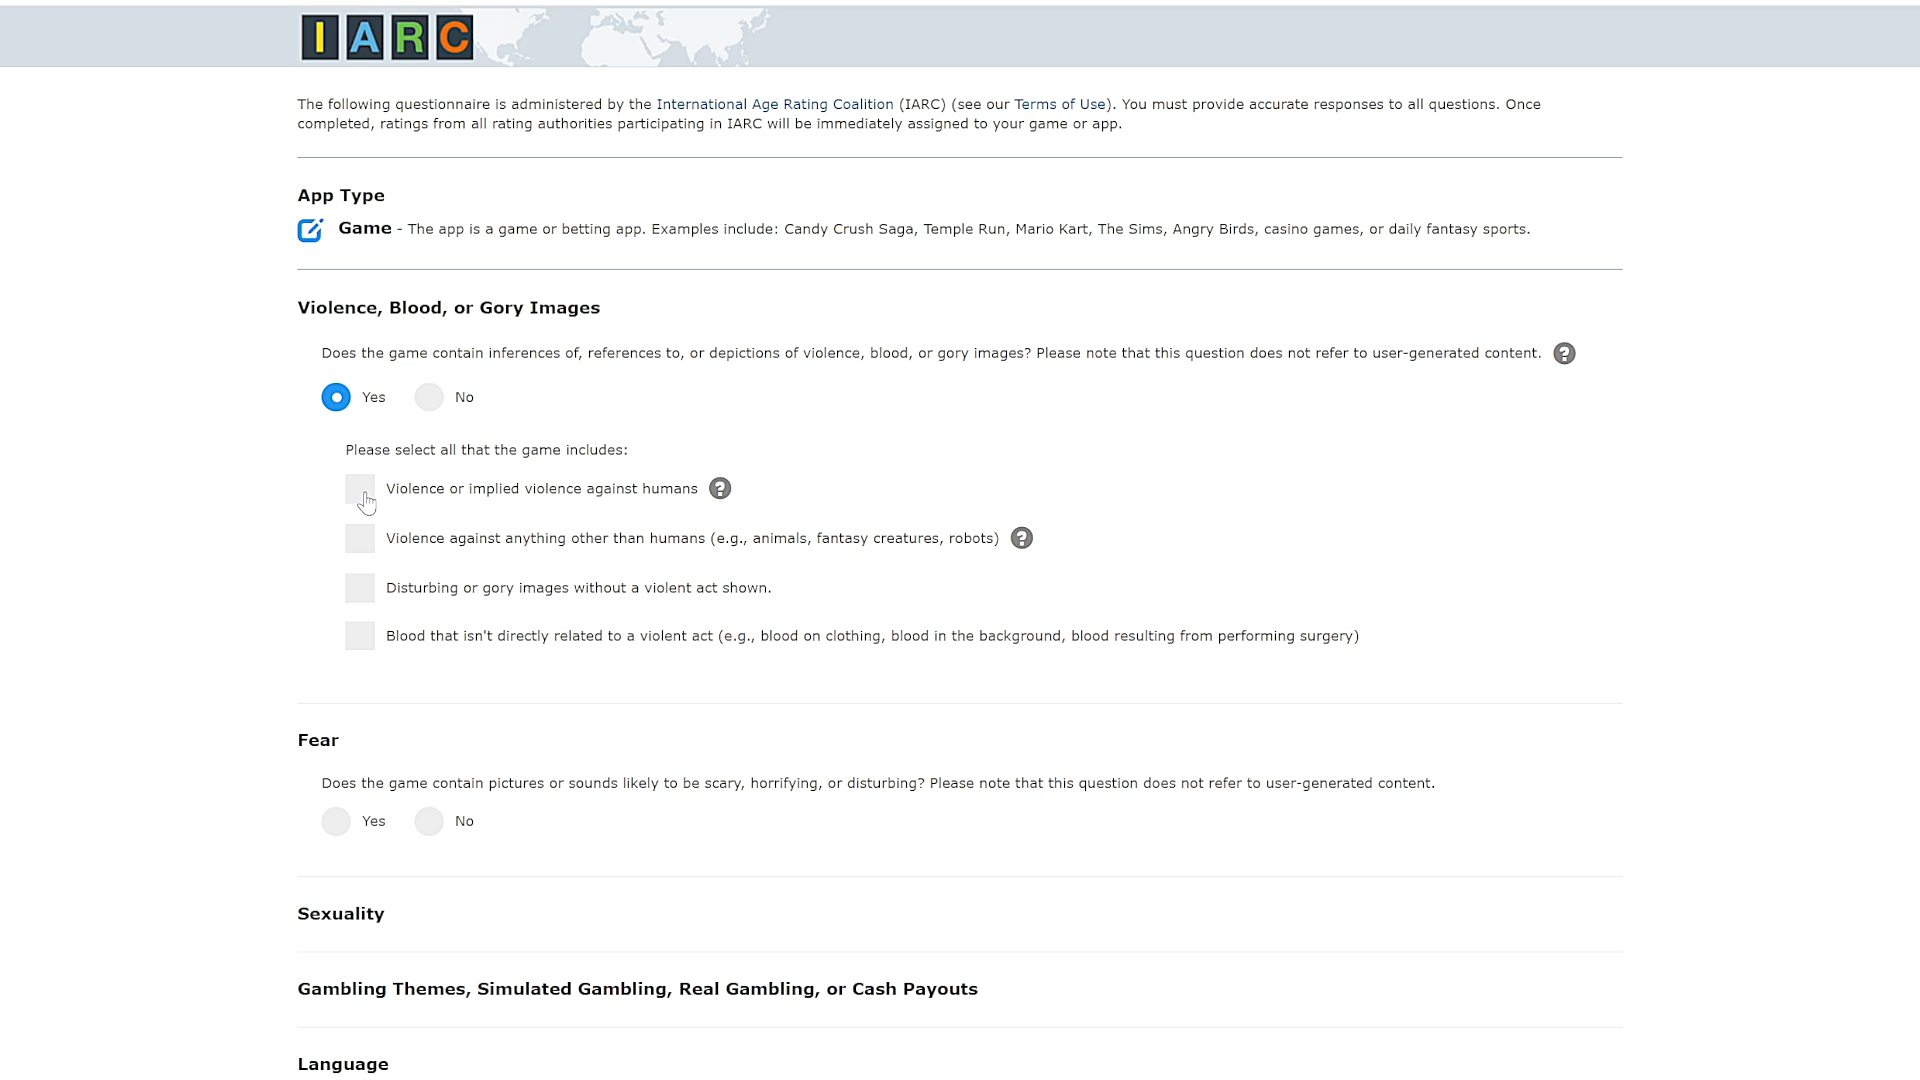 IARC
The following questionnaire is administered by the International Age Rating Coalition (IARC) (see our Terms of Use). You must provide accurate responses to all questions. Once
completed, ratings from all rating authorities participating in IARC will be immediately assigned to your game or app.
App Type
Game - The app is a game or betting app. Examples include: Candy Crush Saga, Temple Run, Mario Kart, The Sims, Angry Birds, casino games, or daily fantasy sports.
Violence, Blood, or Gory Images
Does the game contain inferences of, references to, or depictions of violence, blood, or gory images? Please note that this question does not refer to user-generated content. ?
Yes No
Please select all that the game includes:
Violence or implied violence against humans ?
Violence against anything other than humans (e.g., animals, fantasy creatures, robots) ?
Disturbing or gory images without a violent act shown.
Blood that isn't directly related to a violent act (e.g., blood on clothing, blood in the background, blood resulting from performing surgery)
Fear
Does the game contain pictures or sounds likely to be scary, horrifying, or disturbing? Please note that this question does not refer to user-generated content.
Yes No
Sexuality
Gambling Themes, Simulated Gambling, Real Gambling, or Cash Payouts
Language